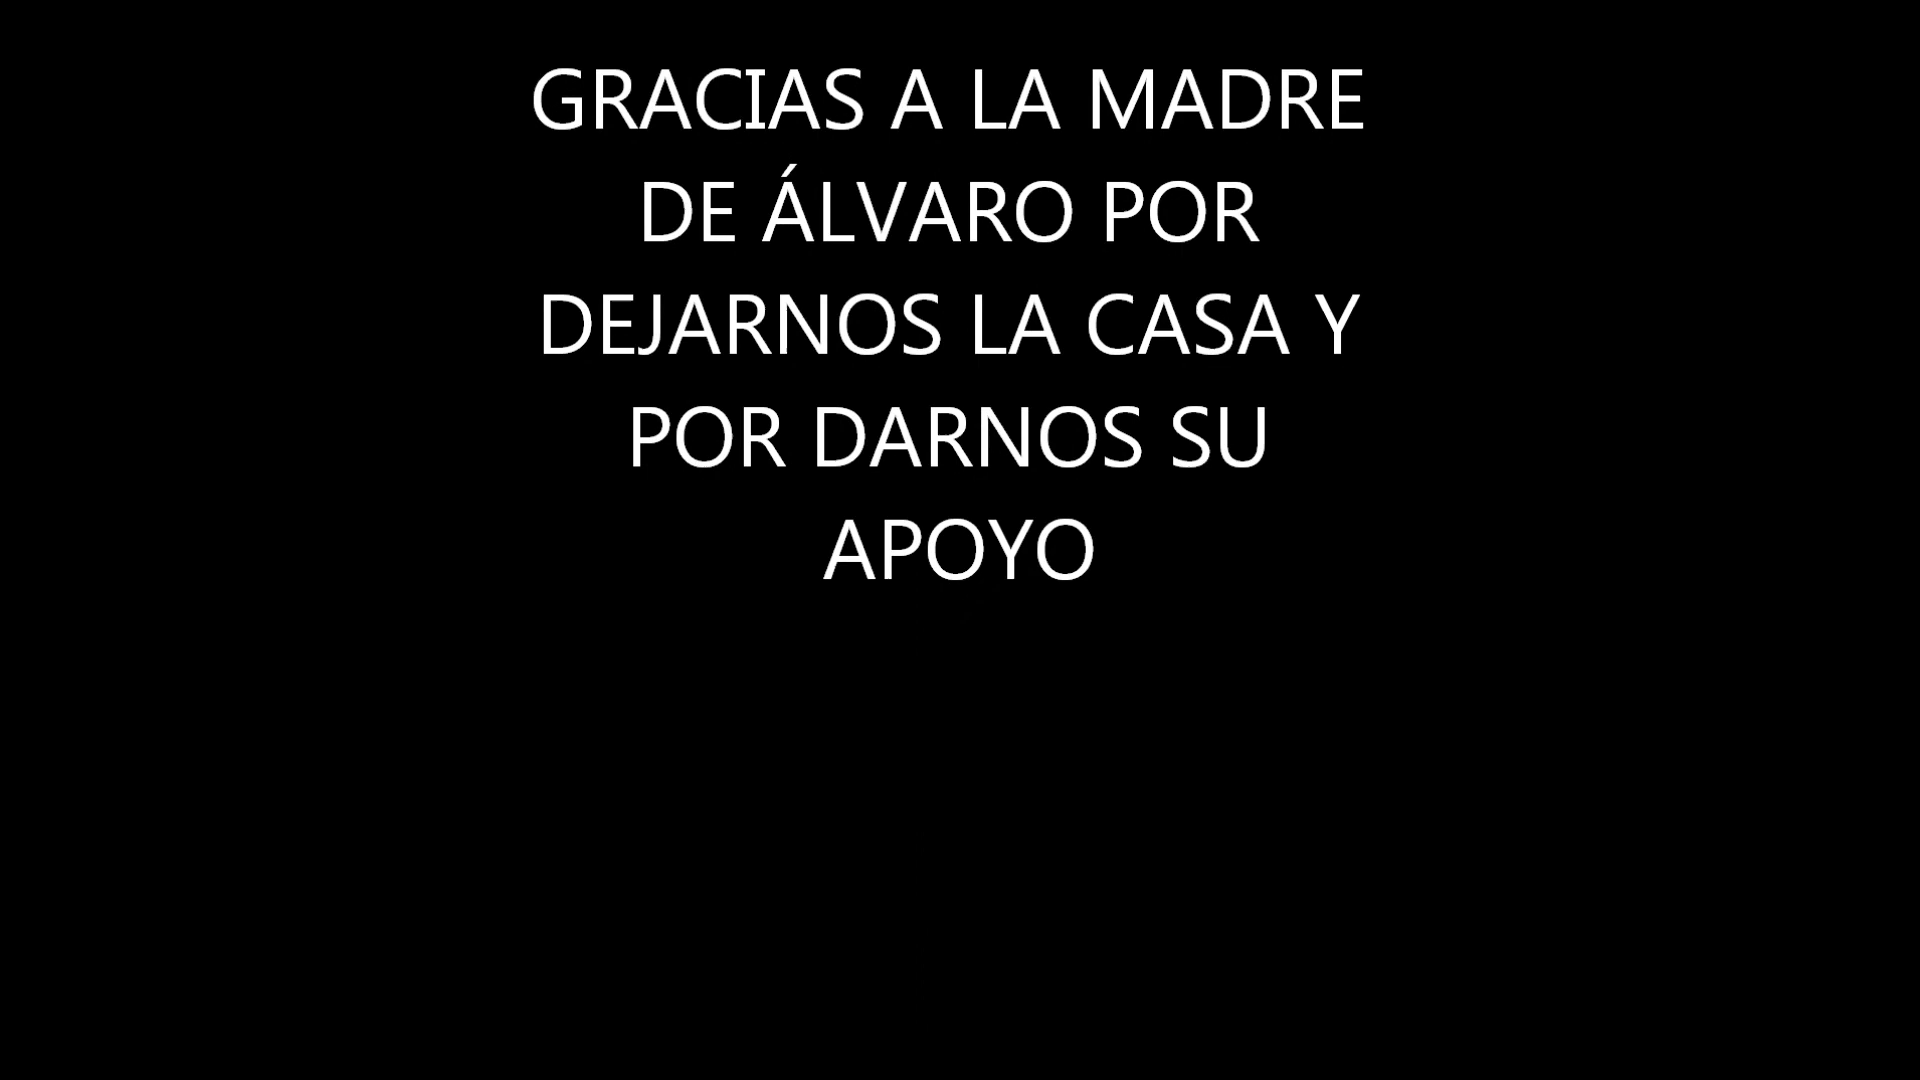 GRACIAS A LA MADRE
DE ÁLVARO POR
DEJARNOS LA CASA Y
POR DARNOS SU
APOYO